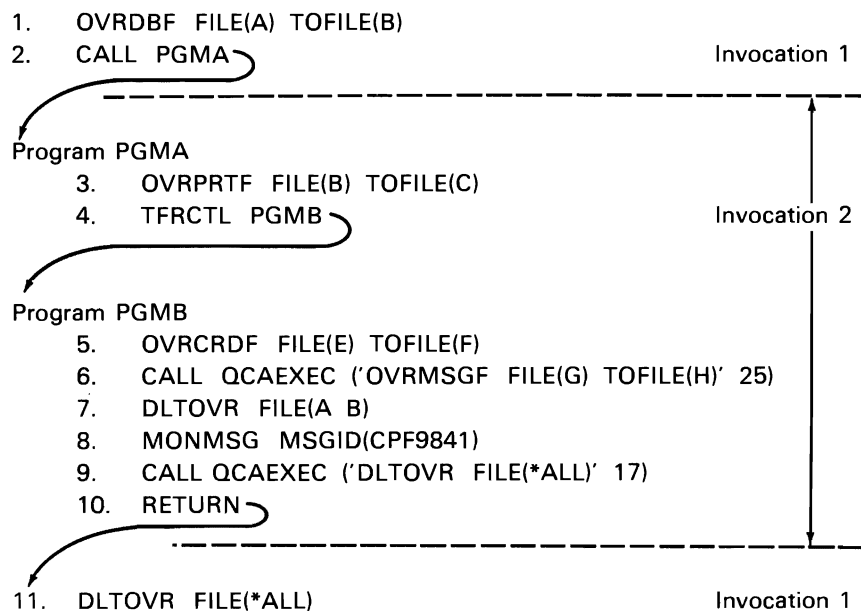 1. OVRDBF FILE(A) TOFILE(B)
2. CALL PGMA Invocation 1
Program PGMA
3. OVRPRTF FILE(B) TOFILE(C)
4. TFRCTL PGMB Invocation 2
Program PGMB
5. OVRCRDF FILE(E) TOFILE(F)
6. CALL QCAEXEC ('OVRMSGF FILE(G) TOFILE(H)' 25)
7. DLTOVR FILE(A B)
8. MONMSG MSGID(CPF9841)
9. CALL QCAEXEC ('DLTOVR FILE(*ALL)' 17)
10. RETURN
11. DLTOVR FILE(*ALL) Invocation 1